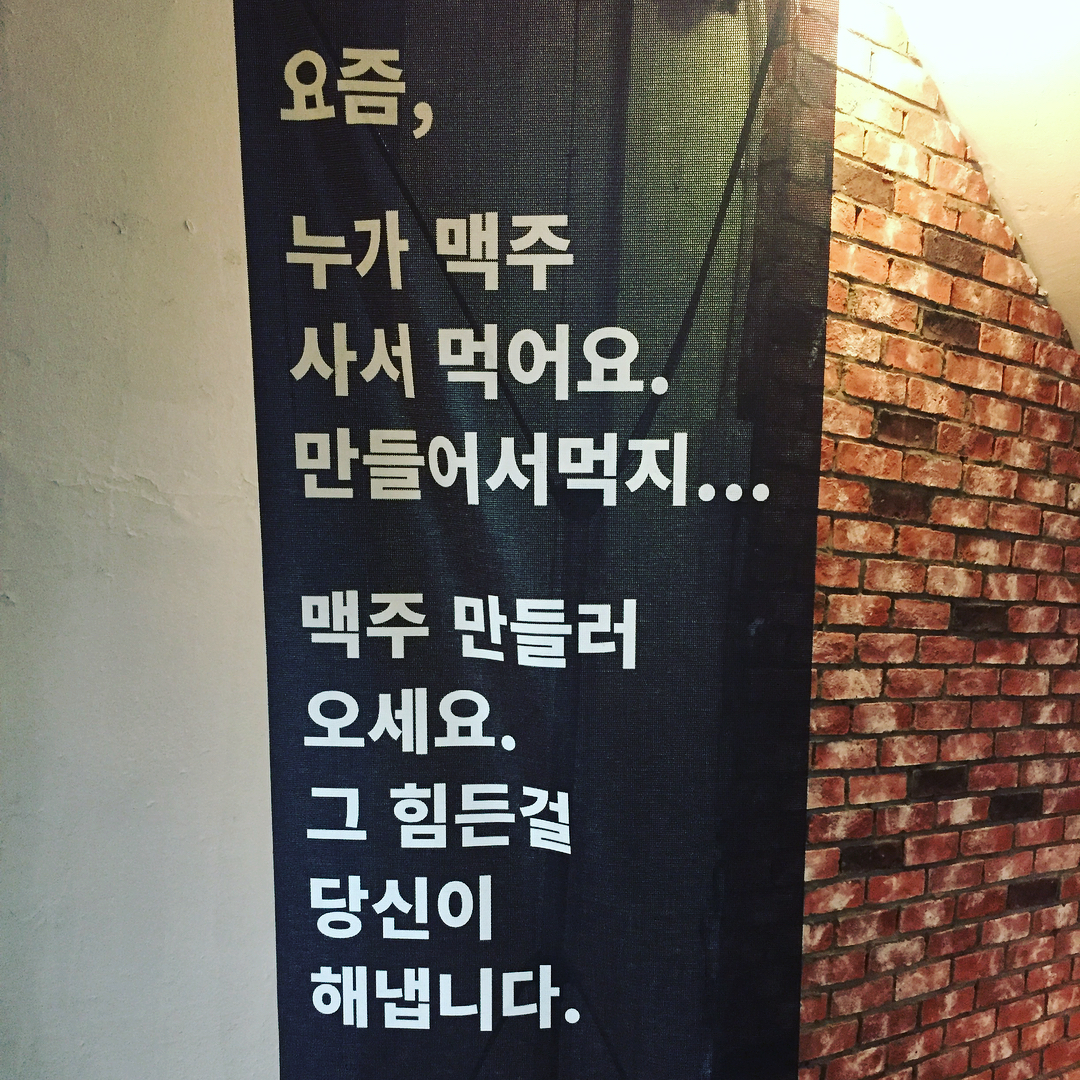 요즘,
누가 맥주
사서 먹어요.
만들어서먹지...
맥주 만들러
오세요.
그 힘든걸
당신이
해냅니다.